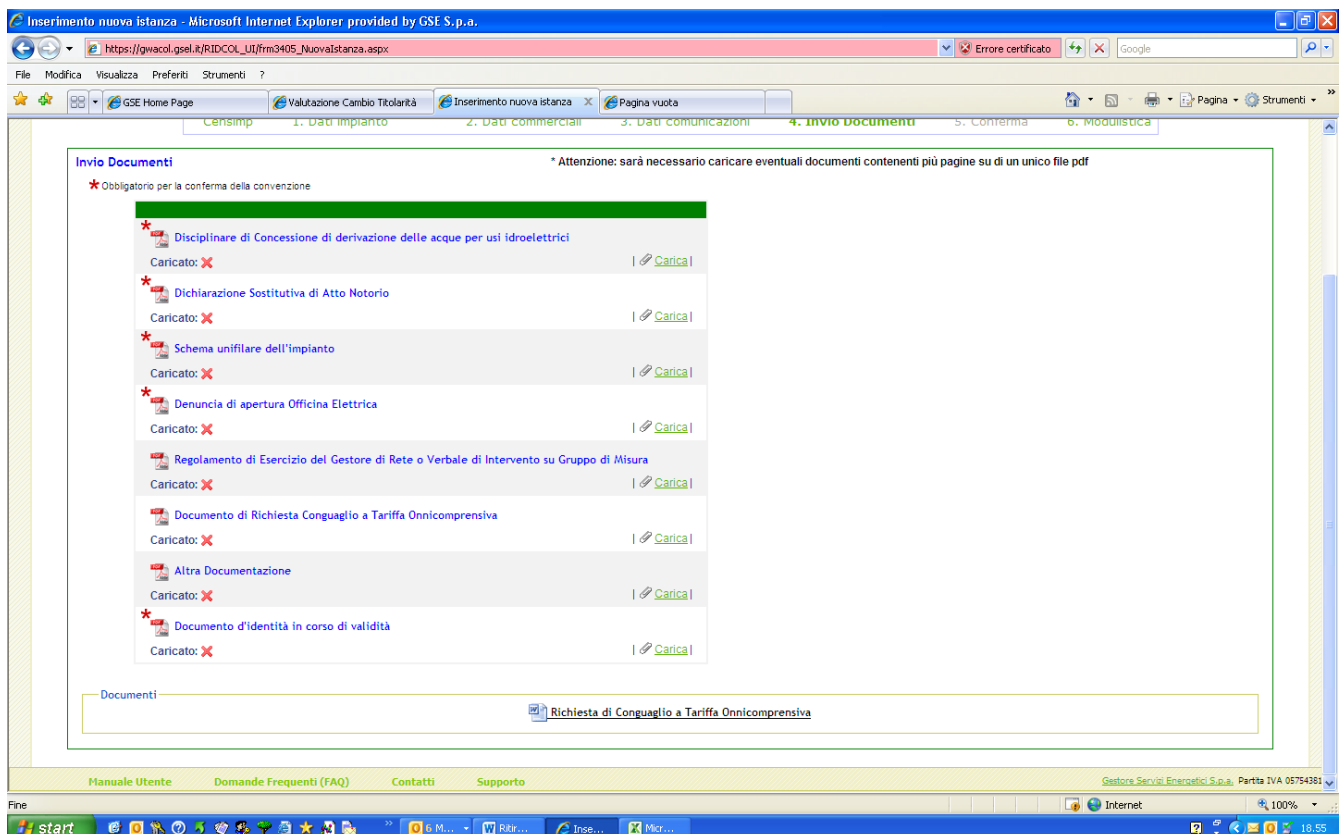 Inserimento nuova istanza - Microsoft Internet Explorer provided by GSE S.p.a.
https://gwacol.gsel.it/RIDCOL_UI/frm3405_NuovaIstanza.aspx Errore certificato Google
File Modifica Visualizza Preferiti Strumenti ?
GSE Home Page Valutazione Cambio Titolarità Inserimento nuova istanza X Pagina vuota Pagina Strumenti »
Censimp 1. Dati impianto 2. Dati commerciali 3. Dati comunicazioni 4. Invio Documenti 5. Conferma 6. Modulistica
Invio Documenti * Attenzione: sarà necessario caricare eventuali documenti contenenti più pagine su di un unico file pdf
* Obbligatorio per la conferma della convenzione
* Disciplinare di Concessione di derivazione delle acque per usi idroelettrici
Caricato: | Carica |
* Dichiarazione Sostitutiva di Atto Notorio
Caricato: | Carica |
* Schema unifilare dell'impianto
Caricato: | Carica |
* Denuncia di apertura Officina Elettrica
Caricato: | Carica |
Regolamento di Esercizio del Gestore di Rete o Verbale di Intervento su Gruppo di Misura
Caricato: | Carica |
Documento di Richiesta Conguaglio a Tariffa Onnicomprensiva
Caricato: | Carica |
Altra Documentazione
Caricato: | Carica |
* Documento d'identità in corso di validità
Caricato: | Carica |
Documenti
Richiesta di Conguaglio a Tariffa Onnicomprensiva
Manuale Utente Domande Frequenti (FAQ) Contatti Supporto Gestore Servizi Energetici S.p.a. Partita IVA 05754381
Fine Internet 100%
start » 6 M... Ritir... Inse... Micr... 18.55